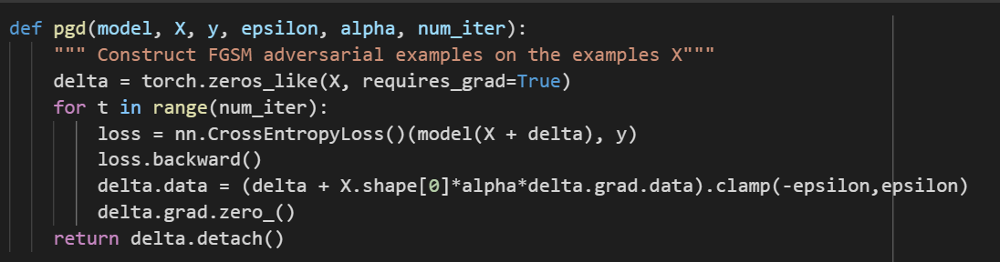 def pgd(model, X, y, epsilon, alpha, num_iter):
""" Construct FGSM adversarial examples on the examples X"""
delta = torch.zeros_like(X, requires_grad=True)
for t in range(num_iter):
loss = nn.CrossEntropyLoss()(model(X + delta), y)
loss.backward()
delta.data = (delta + X.shape[0]*alpha*delta.grad.data).clamp(-epsilon,epsilon)
delta.grad.zero_()
return delta.detach()